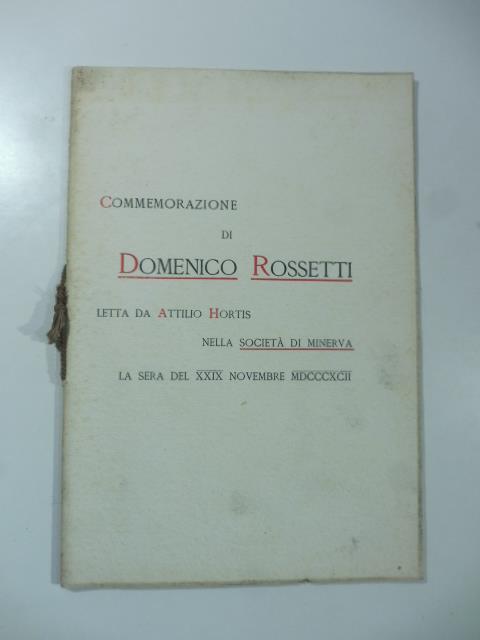 Commemorazione
di
Domenico Rossetti
letta da Attilio Hortis
nella Società di Minerva
la sera del XXIX novembre MDCCCXCII